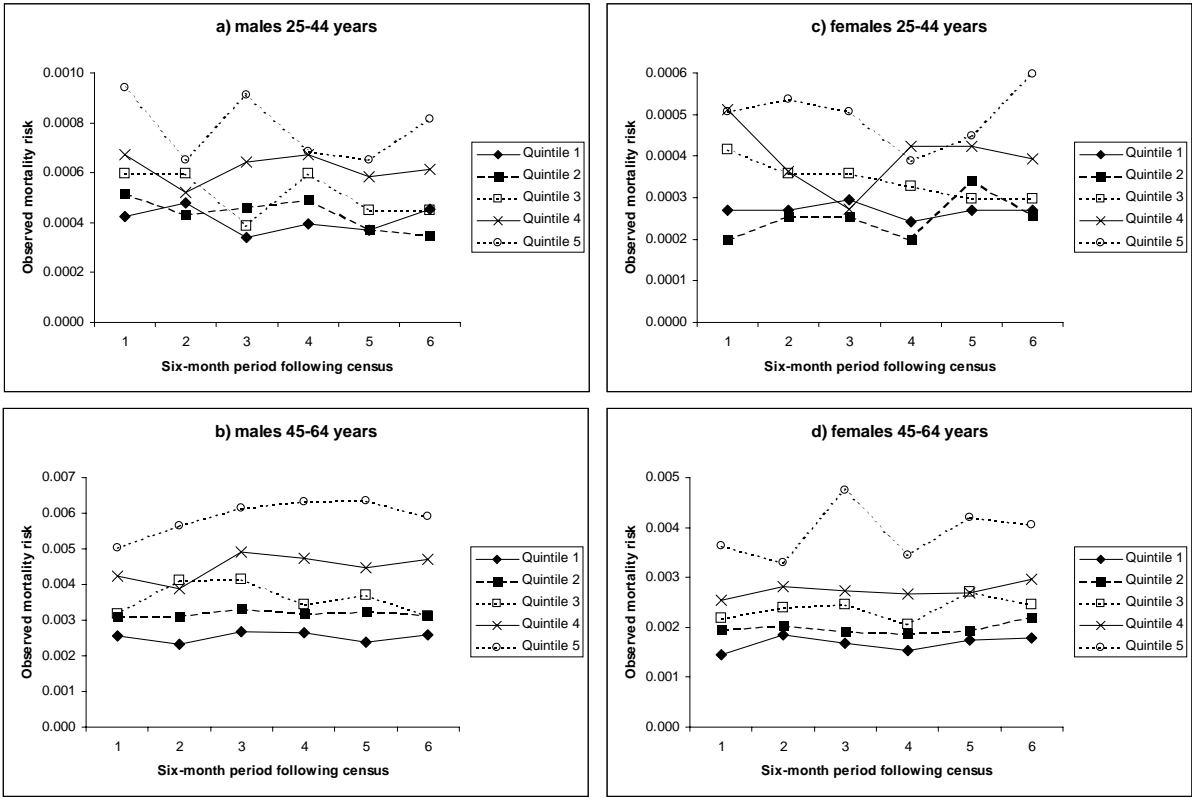 a) males 25-44 years
Observed mortality risk
0.0010
0.0008
0.0006
0.0004
0.0002
0.0000
1 2 3 4 5 6
Six-month period following census
Quintile 1
Quintile 2
Quintile 3
Quintile 4
Quintile 5
c) females 25-44 years
Observed mortality risk
0.0006
0.0005
0.0004
0.0003
0.0002
0.0001
0.0000
1 2 3 4 5 6
Six-month period following census
Quintile 1
Quintile 2
Quintile 3
Quintile 4
Quintile 5
b) males 45-64 years
Observed mortality risk
0.007
0.006
0.005
0.004
0.003
0.002
0.001
0.000
1 2 3 4 5 6
Six-month period following census
Quintile 1
Quintile 2
Quintile 3
Quintile 4
Quintile 5
d) females 45-64 years
Observed mortality risk
0.005
0.004
0.003
0.002
0.001
0.000
1 2 3 4 5 6
Six-month period following census
Quintile 1
Quintile 2
Quintile 3
Quintile 4
Quintile 5